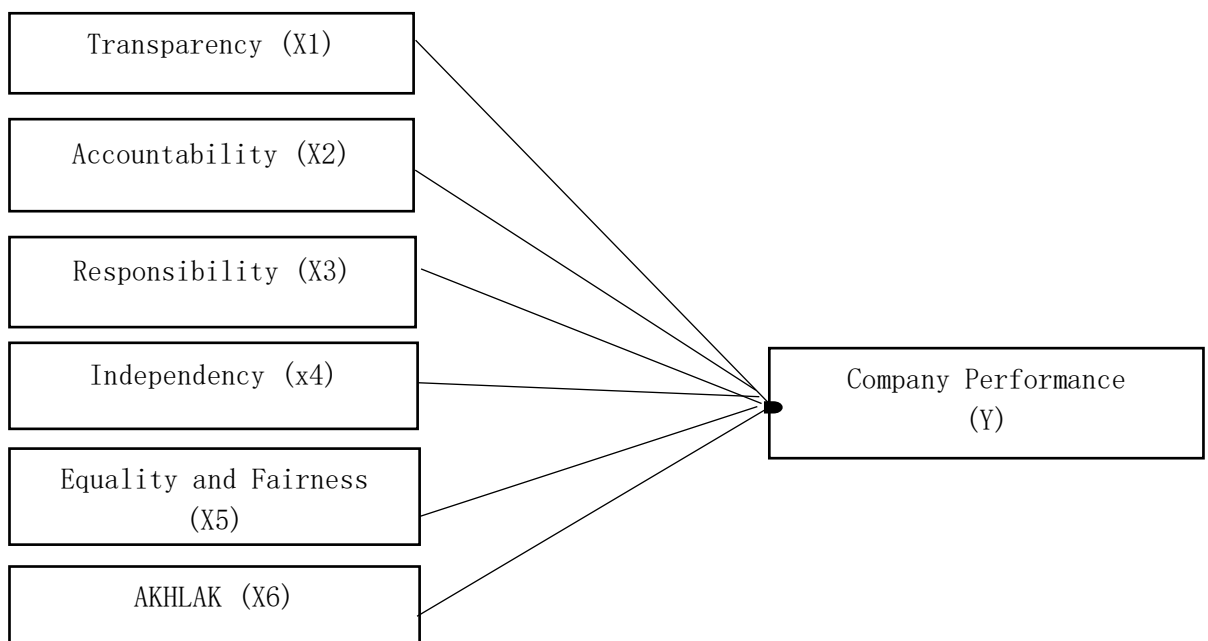 Transparency (X1)
Accountability (X2)
Responsibility (X3)
Independency (x4)
Company Performance
(Y)
Equality and Fairness
(X5)
AKHLAK (X6)